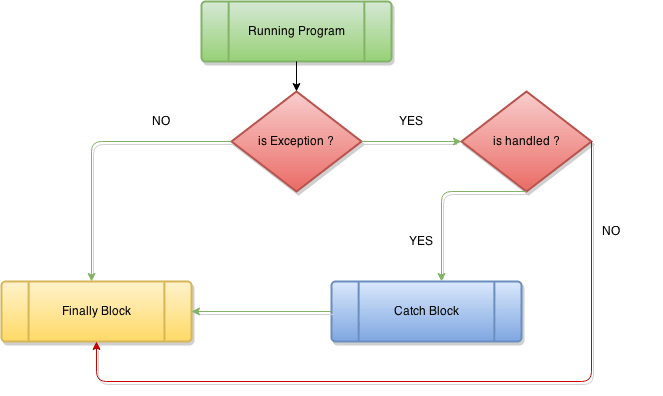 Running Program
NO
YES
is Exception ?
is handled ?
YES
NO
Finally Block
Catch Block